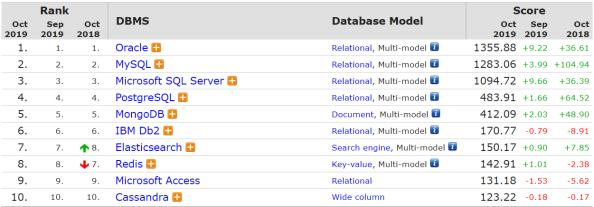 Rank Score
Oct 2019 Sep 2019 Oct 2018 DBMS Database Model Oct 2019 Sep 2019 Oct 2018
1. 1. 1. Oracle Relational, Multi-model 1355.88 +9.22 +36.61
2. 2. 2. MySQL Relational, Multi-model 1283.06 +3.99 +104.94
3. 3. 3. Microsoft SQL Server Relational, Multi-model 1094.72 +9.66 +36.39
4. 4. 4. PostgreSQL Relational, Multi-model 483.91 +1.66 +64.52
5. 5. 5. MongoDB Document, Multi-model 412.09 +2.03 +48.90
6. 6. 6. IBM Db2 Relational, Multi-model 170.77 -0.79 -8.91
7. 7. 8. Elasticsearch Search engine, Multi-model 150.17 +0.90 +7.85
8. 8. 7. Redis Key-value, Multi-model 142.91 +1.01 -2.38
9. 9. 9. Microsoft Access Relational 131.18 -1.53 -5.62
10. 10. 10. Cassandra Wide column 123.22 -0.18 -0.17